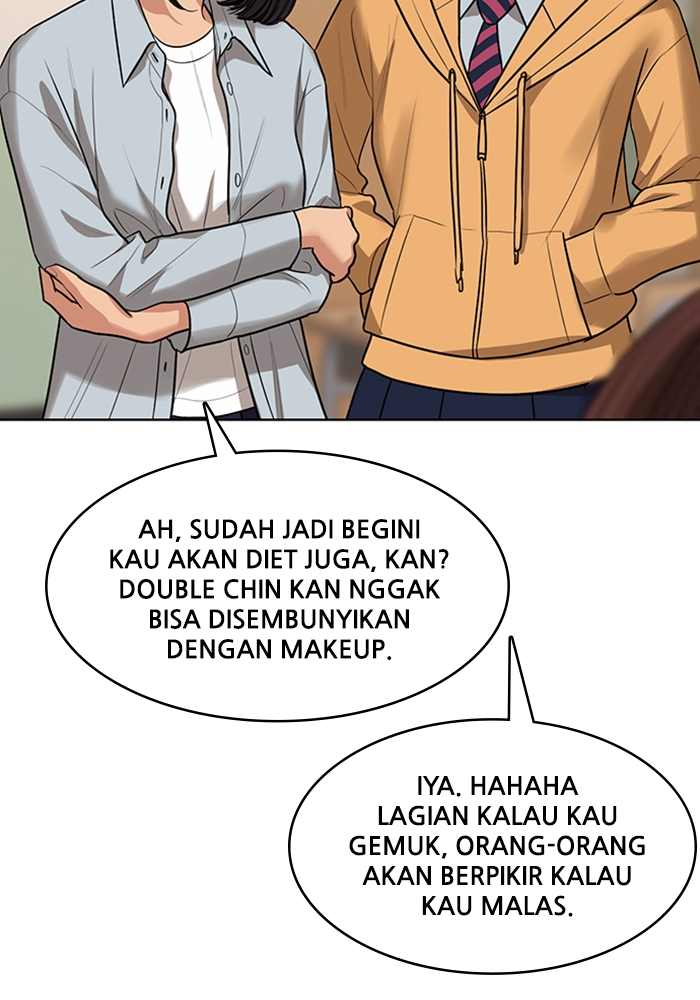 AH, SUDAH JADI BEGINI
KAU AKAN DIET JUGA, KAN?
DOUBLE CHIN KAN NGGAK
BISA DISEMBUNYIKAN
DENGAN MAKEUP.
IYA. HAHAHA
LAGIAN KALAU KAU
GEMUK, ORANG-ORANG
AKAN BERPIKIR KALAU
KAU MALAS.